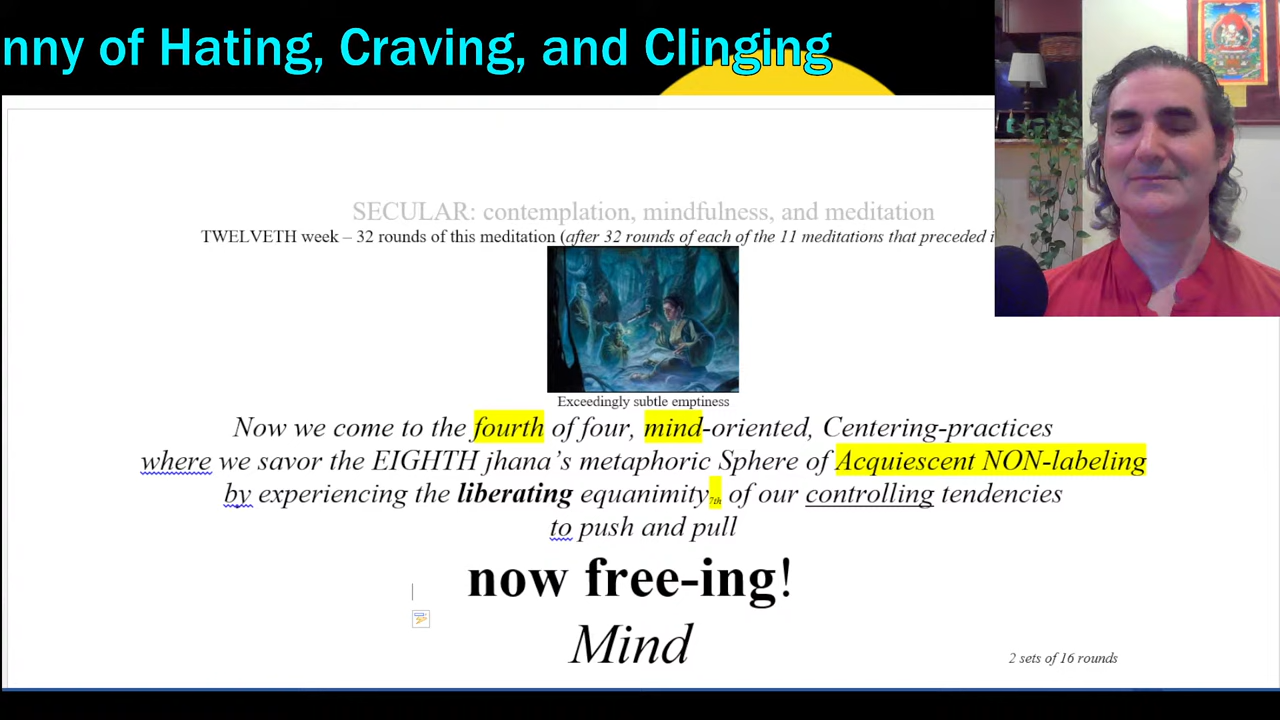 nny of Hating, Craving, and Clinging
SECULAR: contemplation, mindfulness, and meditation
TWELVETH week – 32 rounds of this meditation (after 32 rounds of each of the 11 meditations that preceded i
Exceedingly subtle emptiness
Now we come to the fourth of four, mind-oriented, Centering-practices
where we savor the EIGHTH jhana's metaphoric Sphere of Acquiescent NON-labeling
by experiencing the liberating equanimity 7th of our controlling tendencies
to push and pull
now free-ing!
Mind
2 sets of 16 rounds